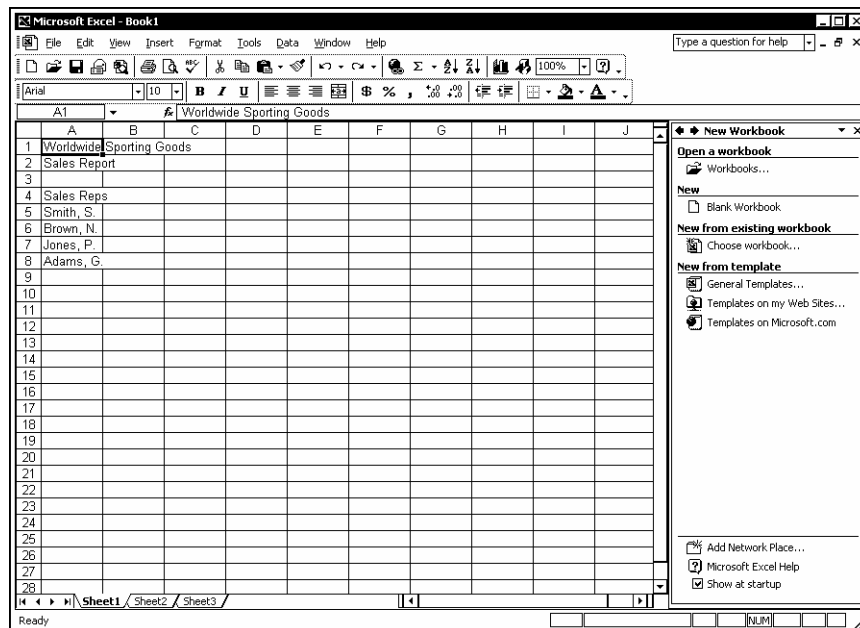 Microsoft Excel - Book1
File Edit View Insert Format Tools Data Window Help
Type a question for help
100%
Arial 10 B I U $ % ,
A1 fx Worldwide Sporting Goods
A B C D E F G H I J
1 Worldwide Sporting Goods
2 Sales Report
3
4 Sales Reps
5 Smith, S.
6 Brown, N.
7 Jones, P.
8 Adams, G.
9
10
11
12
13
14
15
16
17
18
19
20
21
22
23
24
25
26
27
28
New Workbook
Open a workbook
Workbooks...
New
Blank Workbook
New from existing workbook
Choose workbook...
New from template
General Templates...
Templates on my Web Sites...
Templates on Microsoft.com
Add Network Place...
Microsoft Excel Help
Show at startup
Sheet1 Sheet2 Sheet3
Ready
NUM